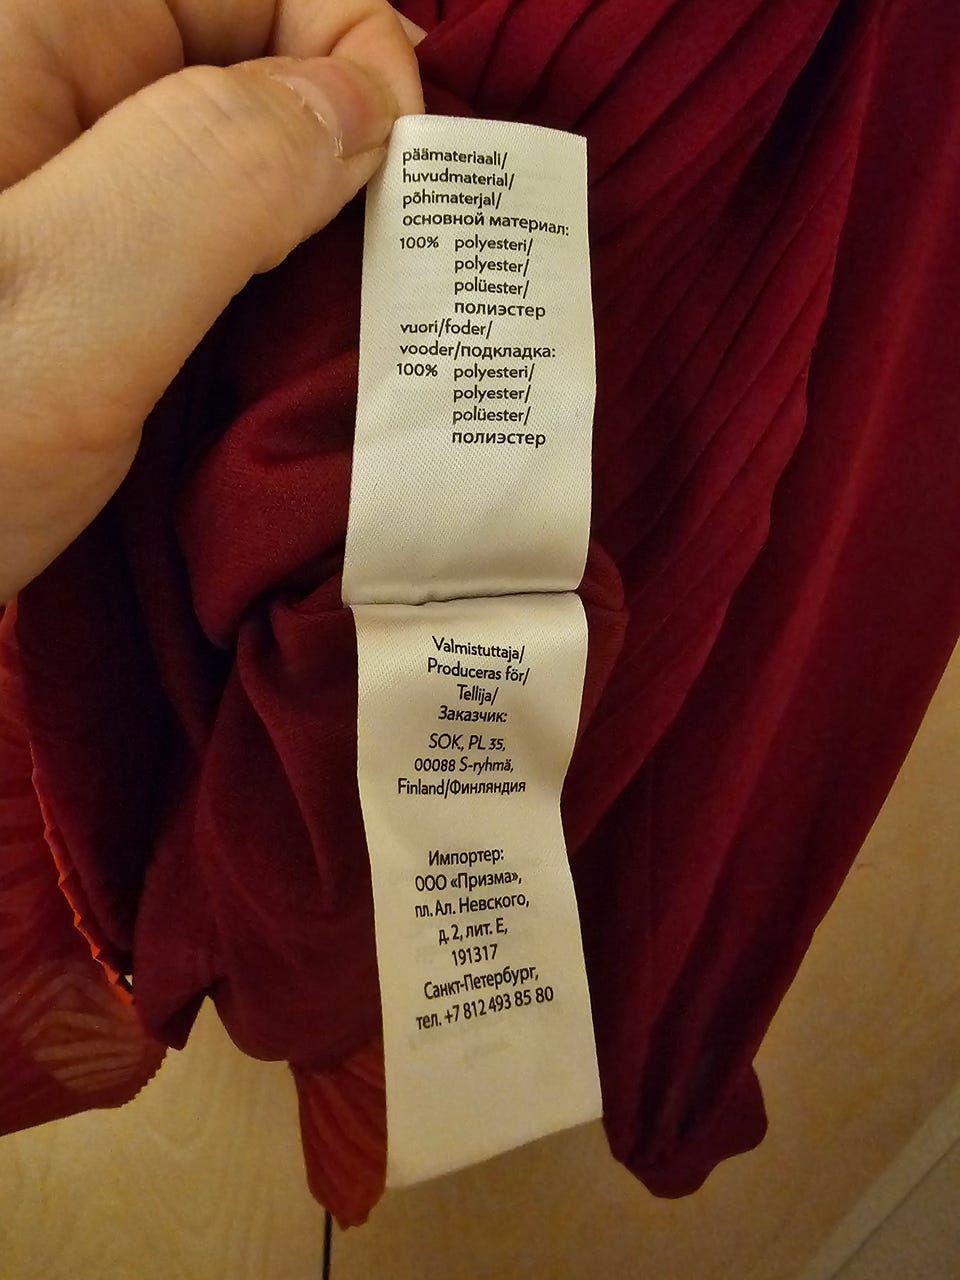 päämateriaali/
huvudmaterial/
põhimaterjal/
основной материал:
100% polyesteri/
polyester/
polüester/
полиэстер
vuori/foder/
vooder/подкладка:
100% polyesteri/
polyester/
polüester/
полиэстер
Valmistuttaja/
Produceras för/
Tellija/
Заказчик:
SOK, PL 35,
00088 S-ryhmä,
Finland/Финляндия
Импортер:
ООО «Призма»,
пл. Ал. Невского,
д. 2, лит. Е,
191317
Санкт-Петербург,
тел. +7 812 493 85 80